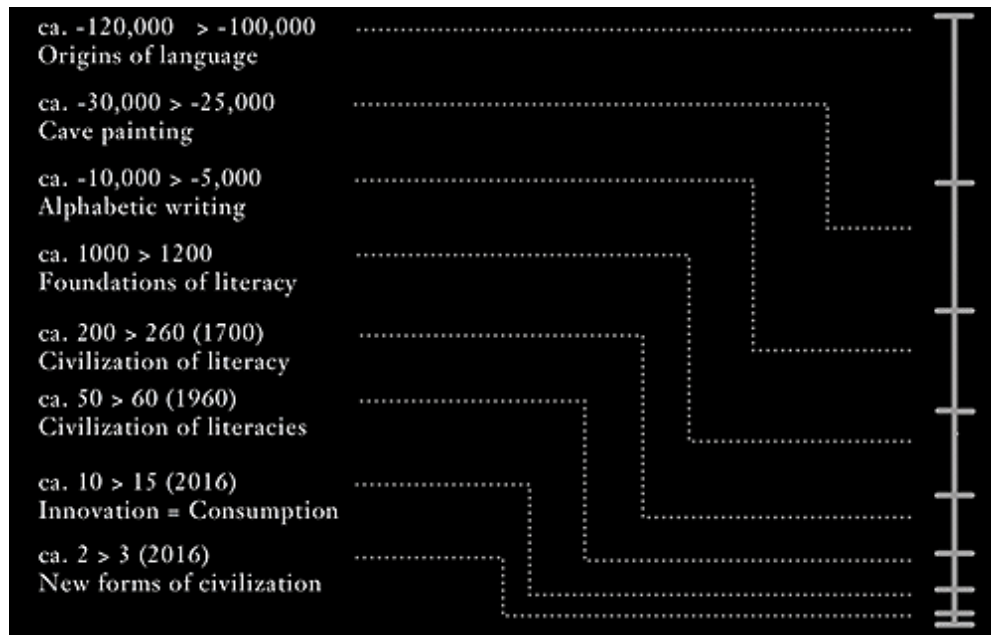 ca. -120,000 > -100,000
Origins of language
ca. -30,000 > -25,000
Cave painting
ca. -10,000 > -5,000
Alphabetic writing
ca. 1000 > 1200
Foundations of literacy
ca. 200 > 260 (1700)
Civilization of literacy
ca. 50 > 60 (1960)
Civilization of literacies
ca. 10 > 15 (2016)
Innovation = Consumption
ca. 2 > 3 (2016)
New forms of civilization